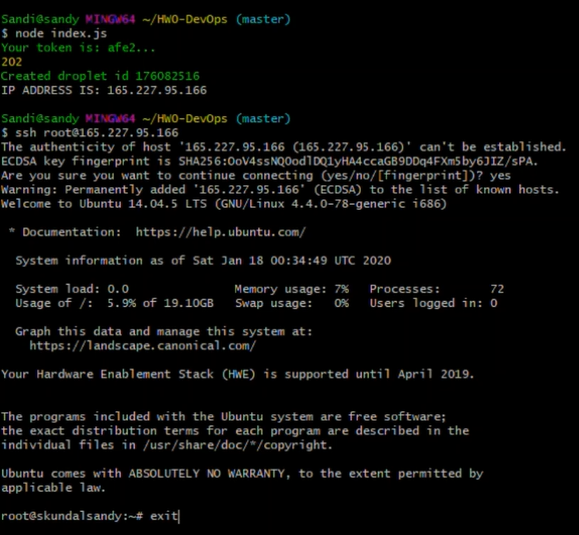 Sandi@sandy MINGW64 ~/HW0-DevOps (master)
$ node index.js
Your token is: afe2...
202
Created droplet id 176082516
IP ADDRESS IS: 165.227.95.166
Sandi@sandy MINGW64 ~/HW0-DevOps (master)
$ ssh root@165.227.95.166
The authenticity of host '165.227.95.166 (165.227.95.166)' can't be established.
ECDSA key fingerprint is SHA256:OoV4ssNQ0odlDQ1yHA4ccaGB9DDq4FXm5by6JIZ/sPA.
Are you sure you want to continue connecting (yes/no/[fingerprint])? yes
Warning: Permanently added '165.227.95.166' (ECDSA) to the list of known hosts.
Welcome to Ubuntu 14.04.5 LTS (GNU/Linux 4.4.0-78-generic i686)
* Documentation: https://help.ubuntu.com/
System information as of Sat Jan 18 00:34:49 UTC 2020
System load: 0.0 Memory usage: 7% Processes: 72
Usage of /: 5.9% of 19.10GB Swap usage: 0% Users logged in: 0
Graph this data and manage this system at:
https://landscape.canonical.com/
Your Hardware Enablement Stack (HWE) is supported until April 2019.
The programs included with the Ubuntu system are free software;
the exact distribution terms for each program are described in the
individual files in /usr/share/doc/*/copyright.
Ubuntu comes with ABSOLUTELY NO WARRANTY, to the extent permitted by
applicable law.
root@skundalsandy:~# exit